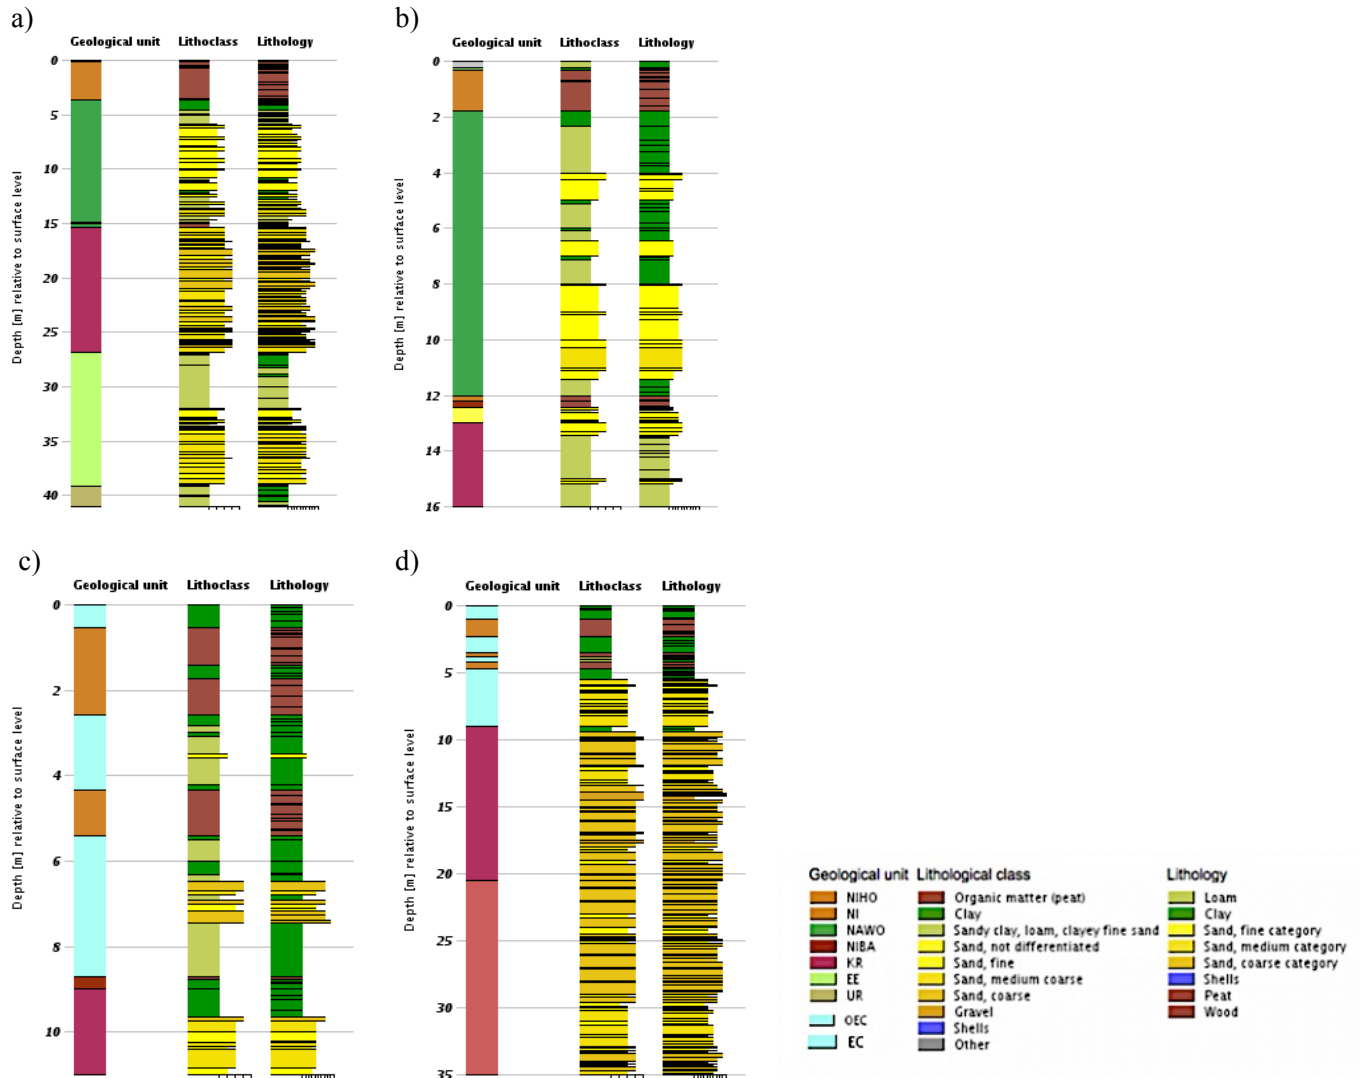 a)
Geological unit Lithoclass Lithology
0
5
10
15
20
25
30
35
40
Depth [m] relative to surface level
b)
Geological unit Lithoclass Lithology
0
2
4
6
8
10
12
14
16
Depth [m] relative to surface level
c)
Geological unit Lithoclass Lithology
0
2
4
6
8
10
Depth [m] relative to surface level
d)
Geological unit Lithoclass Lithology
0
5
10
15
20
25
30
35
Depth [m] relative to surface level
Geological unit Lithological class Lithology
NIHO Organic matter (peat) Loam
NI Clay Clay
NAWO Sandy clay, loam, clayey fine sand Sand, fine category
NIBA Sand, not differentiated Sand, medium category
KR Sand, fine Sand, coarse category
EE Sand, medium coarse Shells
UR Sand, coarse Peat
OEC Gravel Wood
EC Shells
Other